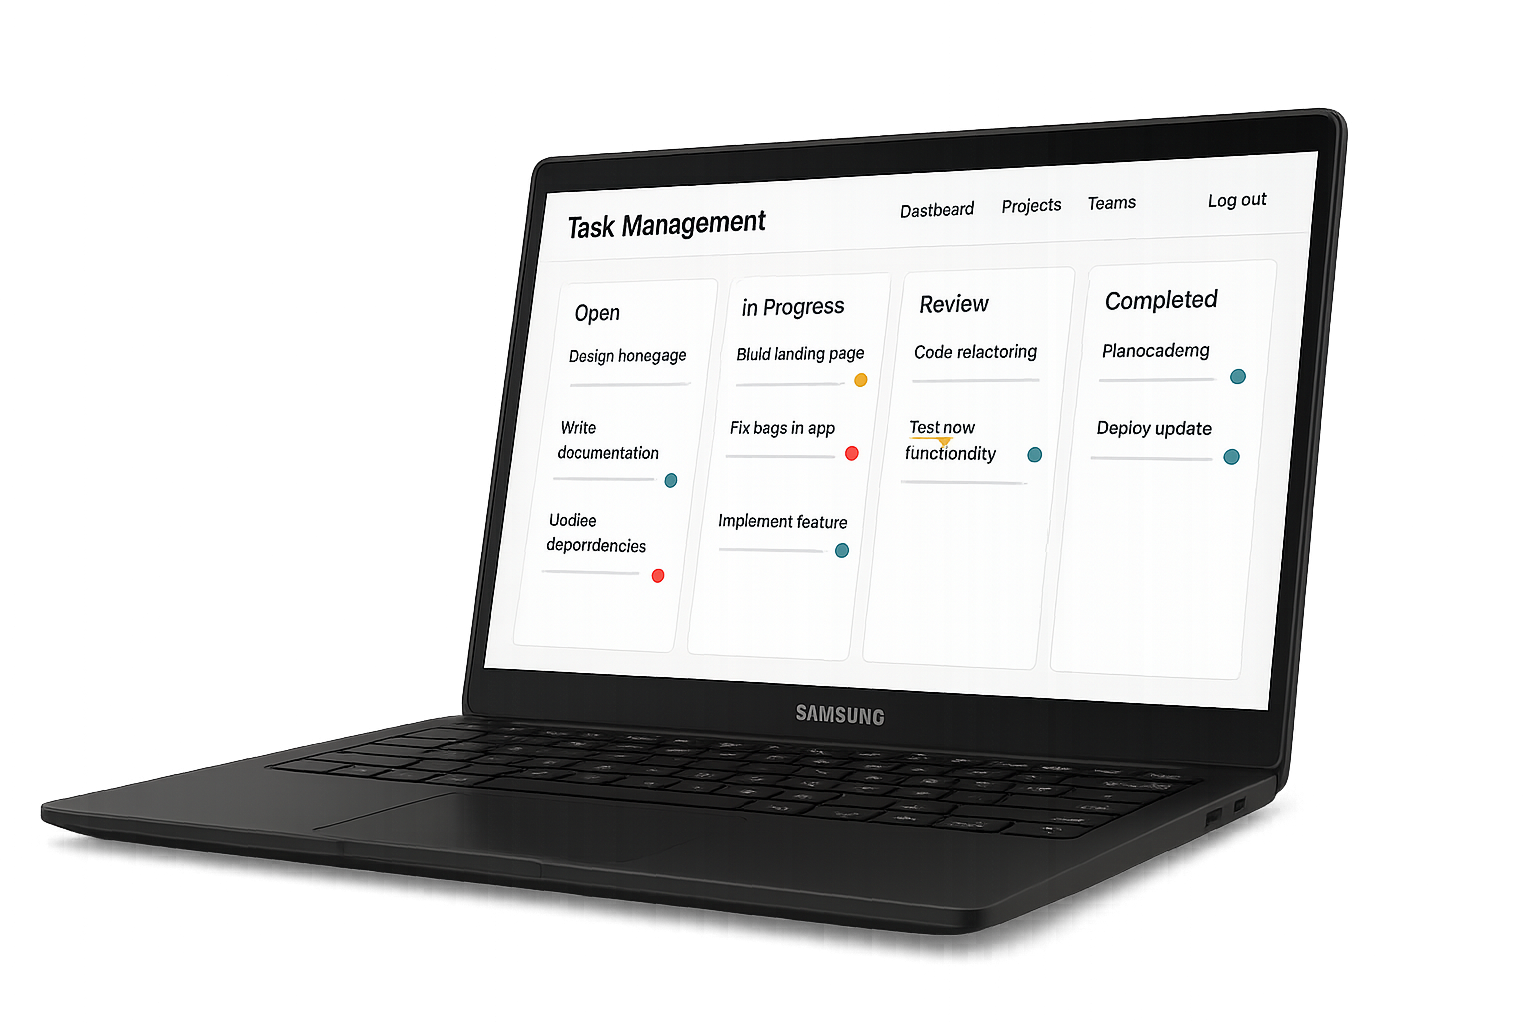 Task Management
Dastbeard Projects Teams Log out
Open
Design honegage
Write
documentation
Uodiee
deporrdencies
in Progress
Bluld landing page
Fix bags in app
Implement feature
Review
Code relactoring
Test now
functiondity
Completed
Planocademg
Depioy update
SAMSUNG